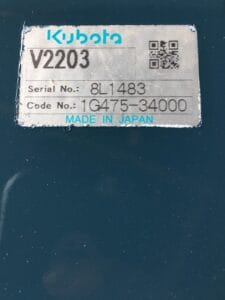 Kubota
V2203
Serial No.: 8L1483
Code No.: 1G475-34000
MADE IN JAPAN